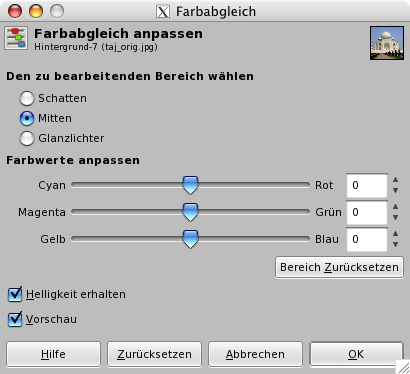 Farbabgleich
Farbabgleich anpassen
Hintergrund-7 (taj_orig.jpg)
Den zu bearbeitenden Bereich wählen
Schatten
Mitten
Glanzlichter
Farbwerte anpassen
Cyan Rot 0
Magenta Grün 0
Gelb Blau 0
Bereich Zurücksetzen
Helligkeit erhalten
Vorschau
Hilfe Zurücksetzen Abbrechen OK